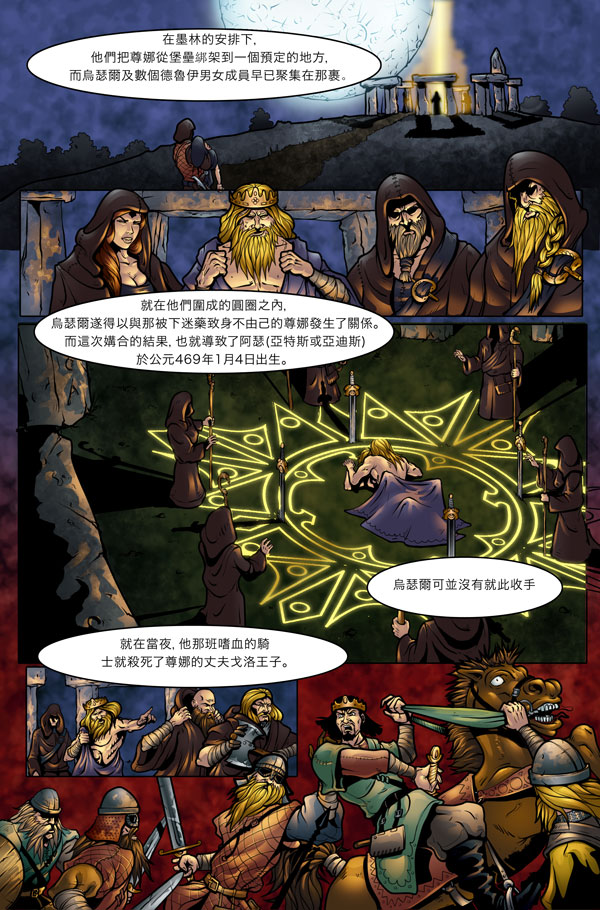 在墨林的安排下,
他們把尊娜從堡壘綁架到一個預定的地方,
而烏瑟爾及數個德魯伊男女成員早已聚集在那裏。
就在他們圍成的圓圈之內,
烏瑟爾遂得以與那被下迷藥致身不由己的尊娜發生了關係。
而這次媾合的結果, 也就導致了阿瑟(亞特斯或亞迪斯)
於公元469年1月4日出生。
烏瑟爾可並沒有就此收手
就在當夜, 他那班嗜血的騎
士就殺死了尊娜的丈夫戈洛王子。